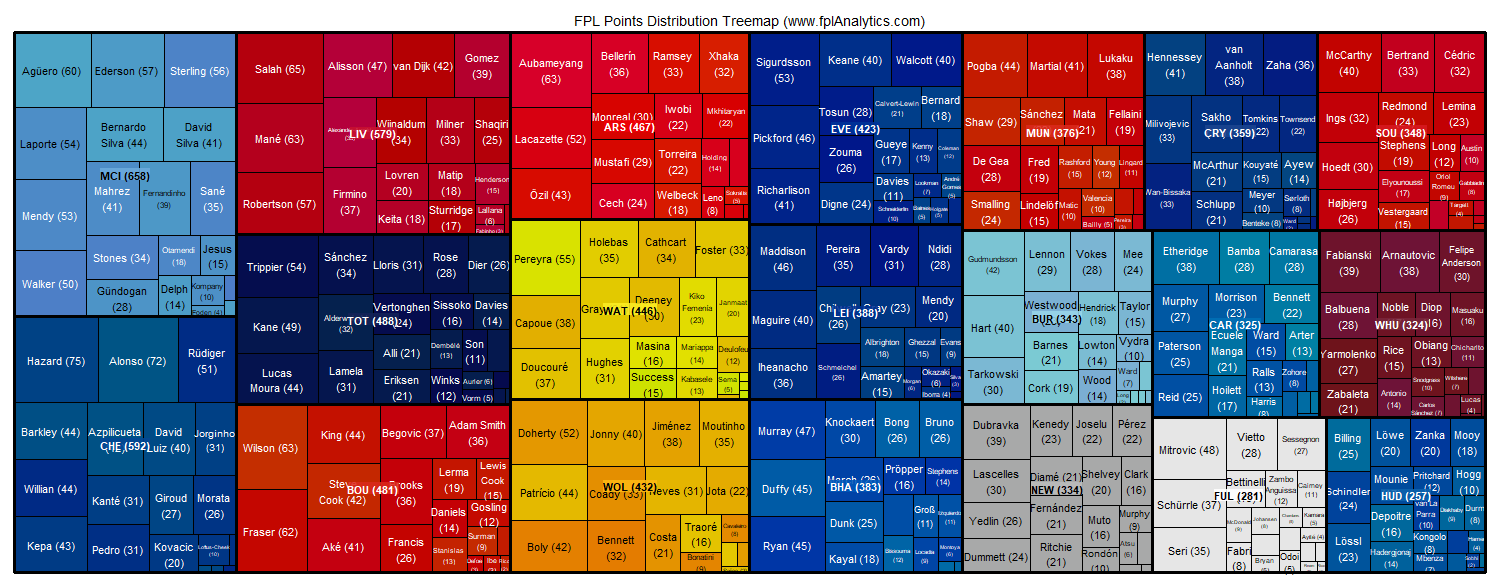 FPL Points Distribution Treemap (www.fplAnalytics.com)
Agüero (60)
Ederson (57)
Sterling (56)
Laporte (54)
Bernardo
Silva (44)
David
Silva (41)
MCI (658)
Mendy (53)
Mahrez
(41)
Fernandinho
(39)
Sané
(35)
Walker (50)
Stones (34)
Otamendi
(18)
Jesus
(15)
Gündogan
(28)
Delph
(14)
Kompany
(10)
Foden (4)
Hazard (75)
Alonso (72)
Rüdiger
(51)
Barkley (44)
Azpilicueta
CHE (592)
David
Luiz (40)
Jorginho
(31)
Willian (44)
Kanté (31)
Giroud
(27)
Morata
(26)
Kepa (43)
Pedro (31)
Kovacic
(20)
Loftus-Cheek
(10)
Salah (65)
Alisson (47)
van Dijk (42)
Gomez
(39)
Mané (63)
LIV (579)
Wijnaldum
(34)
Milner
(33)
Shaqiri
(25)
Robertson (57)
Firmino
(37)
Lovren
(20)
Matip
(18)
Henderson
(15)
Keita (18)
Sturridge
(17)
Lallana
(6)
Fabinho (3)
Trippier (54)
Sánchez
(34)
Lloris (31)
Rose
(28)
Dier (26)
Kane (49)
(32)
Vertonghen
(24)
TOT (488)
Sissoko
(16)
Davies
(14)
Lucas
Moura (44)
Lamela
(31)
Alli (21)
Dembélé
(13)
Son
(11)
Eriksen
(21)
Winks
Aurier (6)
Vorm (5)
Wilson (63)
King (44)
Begovic (37)
Adam Smith
(36)
Fraser (62)
Steve
Cook (42)
BOU (481)
Brooks
(36)
Lerma
(19)
Lewis
Cook
(15)
Aké (41)
Francis
(26)
Daniels
(14)
Gosling
(12)
Stanislas
(13)
Surman
(9)
Aubameyang
(63)
Bellerín
(36)
Ramsey
(33)
Xhaka
(32)
Lacazette (52)
Monreal (30)
ARS (467)
Iwobi
(22)
Mkhitaryan
(22)
Mustafi (29)
Torreira
(22)
Holding
(14)
Özil (43)
Cech (24)
Welbeck
(18)
Leno
(8)
Sokratis
(5)
Pereyra (55)
Holebas
(35)
Cathcart
(34)
Foster (33)
Capoue (38)
Deeney
(30)
WAT (446)
Kiko
Femenía
(23)
Janmaat
(20)
Doucouré
(37)
Hughes
(31)
Masina
(16)
Mariappa
(14)
Deulofeu
(12)
Success
(15)
Kabasele
(13)
Sema
(5)
Doherty (52)
Jonny (40)
Jiménez
(38)
Moutinho
(35)
Patrício (44)
Coady (33)
WOL (432)
Neves (31)
Jota (22)
Boly (42)
Bennett
(32)
Costa
(21)
Traoré
(16)
Cavaleiro
(8)
Bonatini
(9)
Sigurdsson
(53)
Keane (40)
Walcott (40)
Pickford (46)
Tosun (28)
Calvert-Lewin
(21)
Bernard
(18)
EVE (423)
Richarlison
(41)
Zouma
(26)
Gueye
(17)
Kenny
(13)
Coleman
(12)
Digne (24)
Davies
(11)
Lookman
(7)
André
Gomes
(5)
Schneiderlin
(10)
Maddison
(46)
Pereira
(35)
Vardy
(31)
Ndidi
(28)
Maguire (40)
LEI (388)
Gray (23)
Mendy
(20)
Iheanacho
(36)
Schmeichel
(26)
Albrighton
(18)
Ghezzal
(15)
Evans
(9)
Amartey
(15)
Morgan
(6)
Okazaki
(6)
Iborra (4)
Murray (47)
Knockaert
(30)
Bong
(26)
Bruno
(26)
Duffy (45)
March (26)
BHA (383)
Pröpper
(16)
Stephens
(14)
Ryan (45)
Dunk (25)
Groß
(11)
Izquierdo
(11)
Kayal (18)
Bissouma
(12)
Locadia
(9)
Montoya
(6)
Pogba (44)
Martial (41)
Lukaku
(38)
Shaw (29)
Sánchez
(23)
MUN (376)
Mata
(21)
Fellaini
(19)
De Gea
(28)
Fred
(19)
Rashford
(15)
Young
(12)
Lingard
(11)
Smalling
(24)
Lindelöf
(15)
Matic
(10)
Valencia
(10)
Bailly (5)
Pereira
(3)
Gudmundsson
(42)
Lennon
(29)
Vokes
(28)
Mee
(24)
Hart (40)
Westwood
BUR (343)
Hendrick
(18)
Taylor
(15)
Tarkowski
(30)
Barnes
(21)
Lowton
(14)
Vydra
(10)
Cork (19)
Wood
(14)
Ward
(7)
Dubravka
(39)
Kenedy
(23)
Joselu
(22)
Pérez
(22)
Lascelles
(30)
Diamé (21)
NEW (334)
Shelvey
(20)
Clark
(16)
Yedlin (26)
Fernández
(21)
Muto
(16)
Murphy
(9)
Dummett (24)
Ritchie
(21)
Rondón
(10)
Atsu
(6)
Hennessey
(41)
van
Aanholt
(38)
Zaha (36)
Milivojevic
(33)
Sakho
CRY (359)
Tomkins
(22)
Townsend
(22)
Wan-Bissaka
(33)
McArthur
(21)
Kouyaté
(15)
Ayew
(14)
Schlupp
(21)
Meyer
(10)
Sørloth
(8)
Benteke (8)
Ward
(2)
Etheridge
(38)
Bamba
(28)
Camarasa
(28)
Murphy
(27)
Morrison
(23)
CAR (325)
Bennett
(22)
Paterson
(25)
Ecuele
Manga
(21)
Ward
(15)
Arter
(13)
Reid (25)
Hoilett
(17)
Ralls
(13)
Zohore
(8)
Harris
(8)
Mitrovic (48)
Vietto
(28)
Sessegnon
(27)
Schürrle (37)
Bettinelli
FUL (281)
Zambo
Anguissa
(12)
Cairney
(11)
Seri (35)
McDonald
(9)
Johansen
(8)
Chambers
(8)
Kamara
(5)
Fabri
(8)
Bryan
(5)
Odoi
(5)
Ayité (4)
McCarthy
(40)
Bertrand
(33)
Cédric
(32)
Ings (32)
Redmond
(24)
SOU (348)
Lemina
(23)
Hoedt (30)
Stephens
(19)
Long
(12)
Austin
(10)
Højbjerg
(26)
Elyounoussi
(17)
Oriol
Romeu
(9)
Gabbiadini
(8)
Vestergaard
(15)
Targett
(4)
Fabianski
(39)
Arnautovic
(38)
Felipe
Anderson
(30)
Balbuena
(28)
Noble
WHU (324)
Diop
(16)
Masuaku
(16)
Yarmolenko
(27)
Rice
(15)
Obiang
(13)
Chicharito
(11)
Zabaleta
(21)
Antonio
(14)
Snodgrass
(10)
Wilshere
(7)
Carlos
Sánchez (7)
Lucas
(4)
Billing
(25)
Löwe
(20)
Zanka
(20)
Mooy
(18)
Schindler
(24)
Mounie
HUD (257)
Pritchard
(12)
Hogg
(10)
Lössl
(23)
Depoitre
(16)
van La
Parra
(10)
Diakhaby
(9)
Durm
(8)
Hadergjonaj
(14)
Kongolo
(8)
Hamer
(4)
Mbenza
(7)
Sobhi
(2)